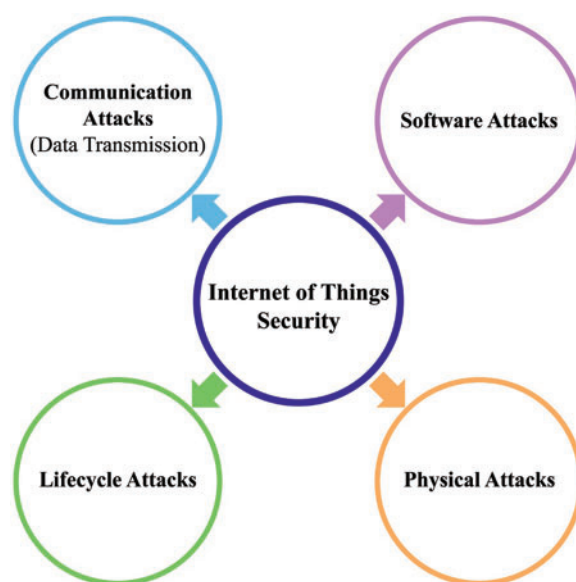 Communication
Attacks
(Data Transmission)
Software Attacks
Internet of Things
Security
Lifecycle Attacks
Physical Attacks